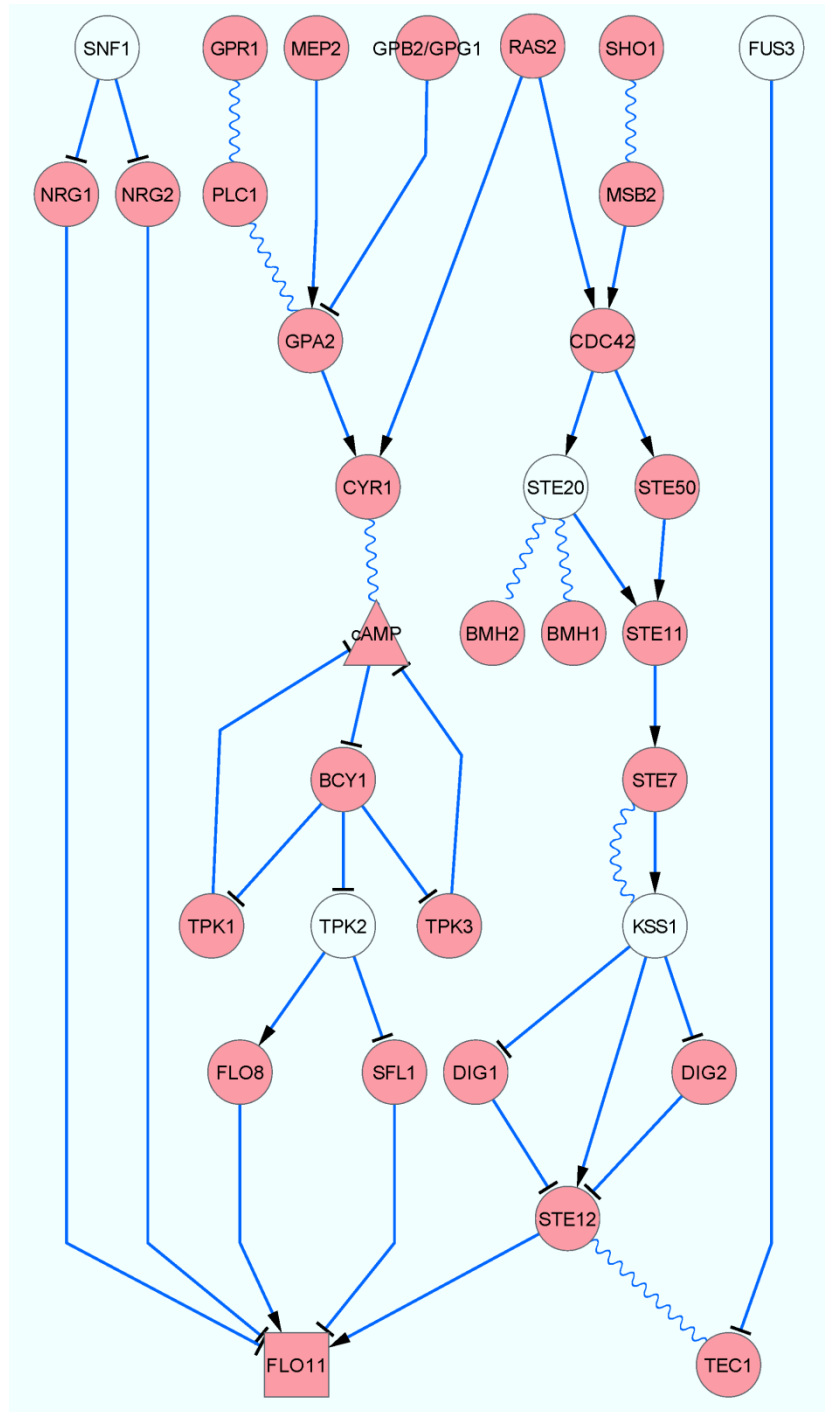 SNF1
GPR1
MEP2
GPB2/GPG1
RAS2
SHO1
FUS3
NRG1
NRG2
PLC1
MSB2
GPA2
CDC42
CYR1
STE20
STE50
cAMP
BMH2
BMH1
STE11
BCY1
STE7
TPK1
TPK2
TPK3
KSS1
FLO8
SFL1
DIG1
DIG2
STE12
FLO11
TEC1